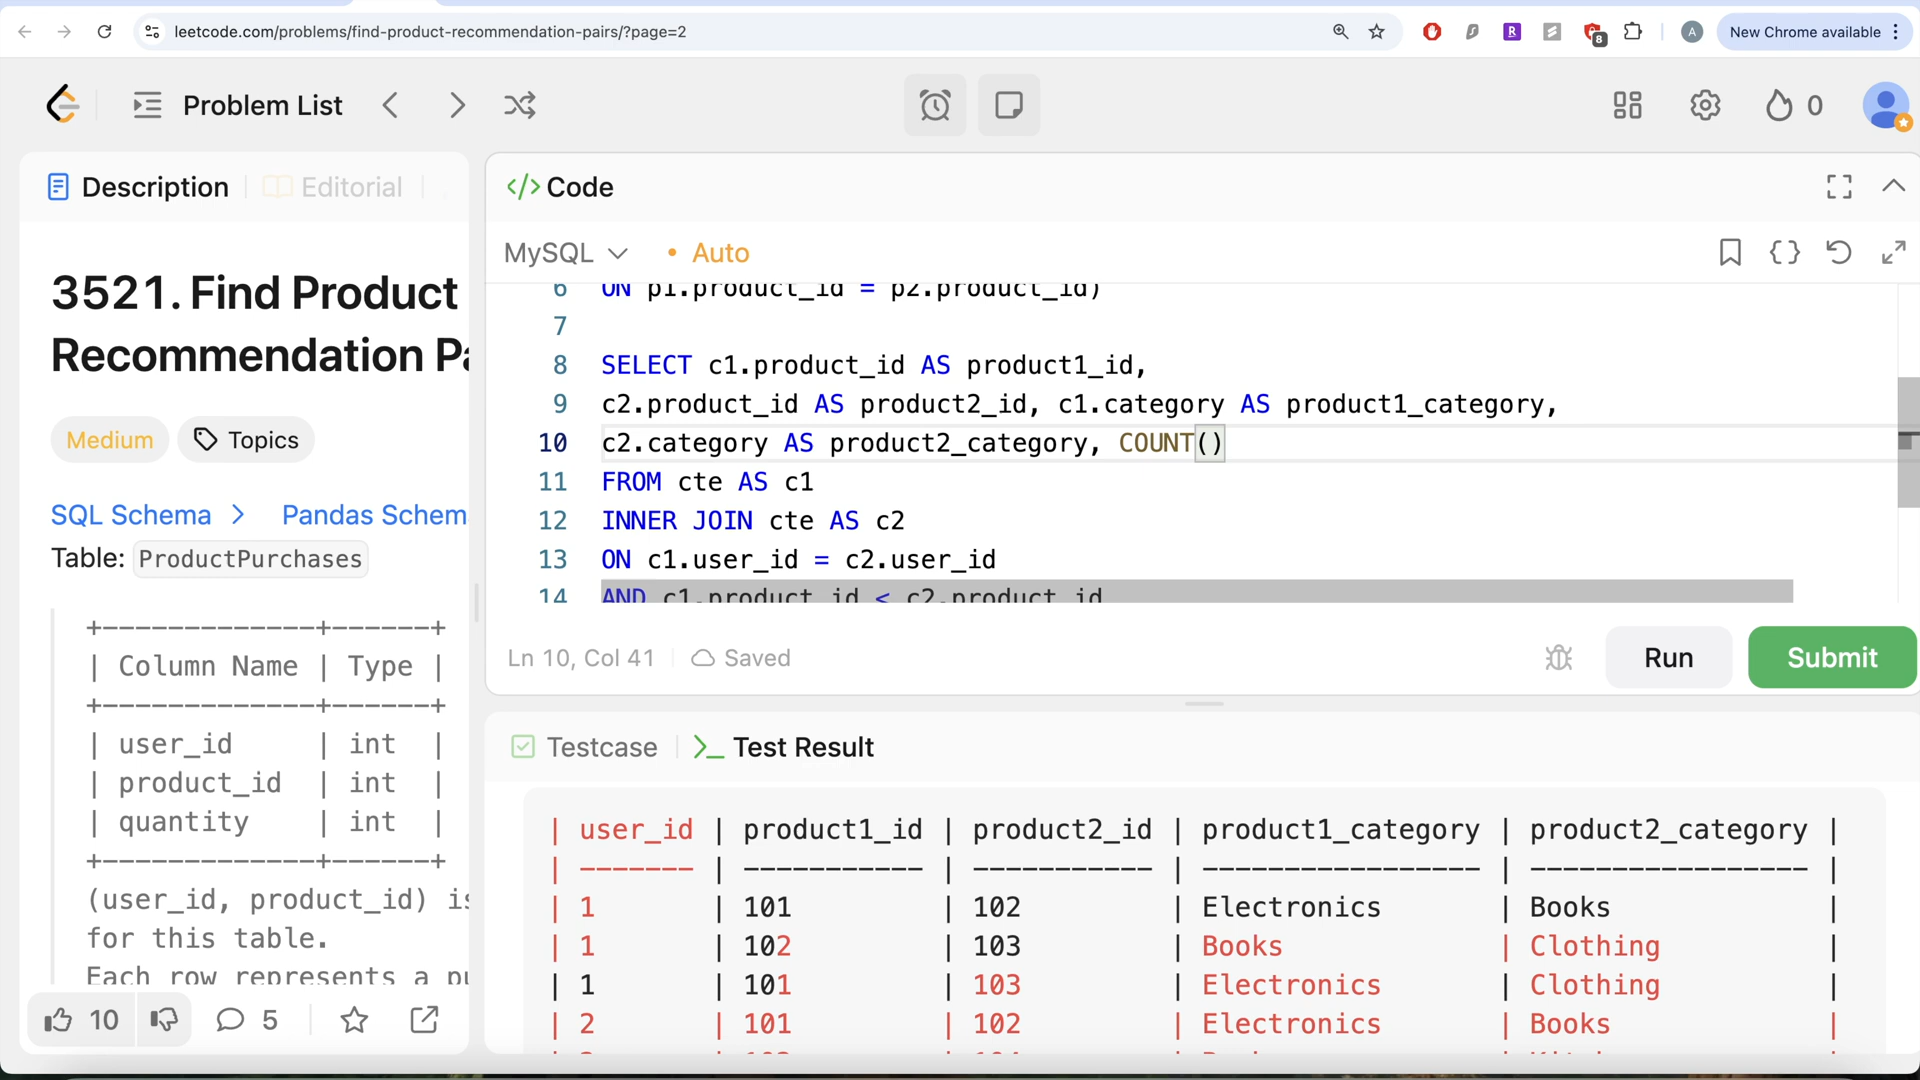 leetcode.com/problems/find-product-recommendation-pairs/?page=2
R
8
A
New Chrome available
Problem List
0
Description
Editorial
3521. Find Product
Recommendation Pa
Medium
Topics
SQL Schema
Pandas Schem
Table: ProductPurchases
+-------------+------+
| Column Name | Type |
+-------------+------+
| user_id     | int  |
| product_id  | int  |
| quantity    | int  |
+-------------+------+
(user_id, product_id) is
for this table.
Each row represents a pu
10
5
</> Code
MySQL
• Auto
6 ON p1.product_id = p2.product_id)
7
8 SELECT c1.product_id AS product1_id,
9 c2.product_id AS product2_id, c1.category AS product1_category,
10 c2.category AS product2_category, COUNT()
11 FROM cte AS c1
12 INNER JOIN cte AS c2
13 ON c1.user_id = c2.user_id
14 AND c1.product_id < c2.product_id
Ln 10, Col 41
Saved
Run
Submit
Testcase
>_ Test Result
| user_id | product1_id | product2_id | product1_category | product2_category |
| ------- | ----------- | ----------- | ----------------- | ----------------- |
| 1 | 101 | 102 | Electronics | Books |
| 1 | 102 | 103 | Books | Clothing |
| 1 | 101 | 103 | Electronics | Clothing |
| 2 | 101 | 102 | Electronics | Books |